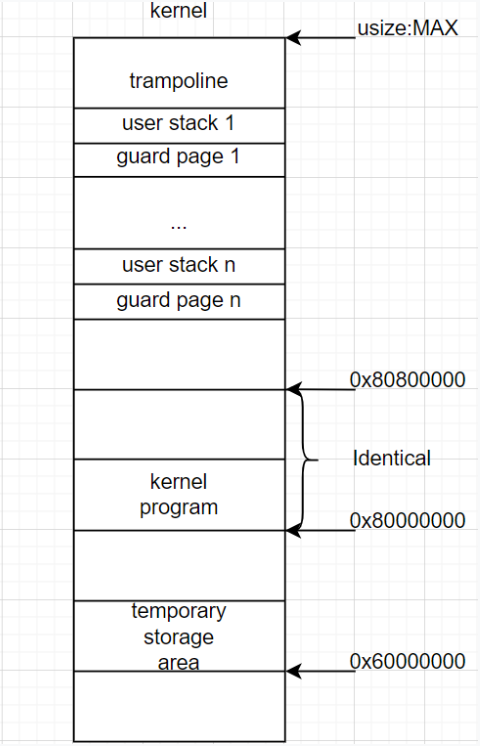 kernel
usize:MAX
trampoline
user stack 1
guard page 1
...
user stack n
guard page n
0x80800000
Identical
kernel
program
0x80000000
temporary
storage
area
0x60000000